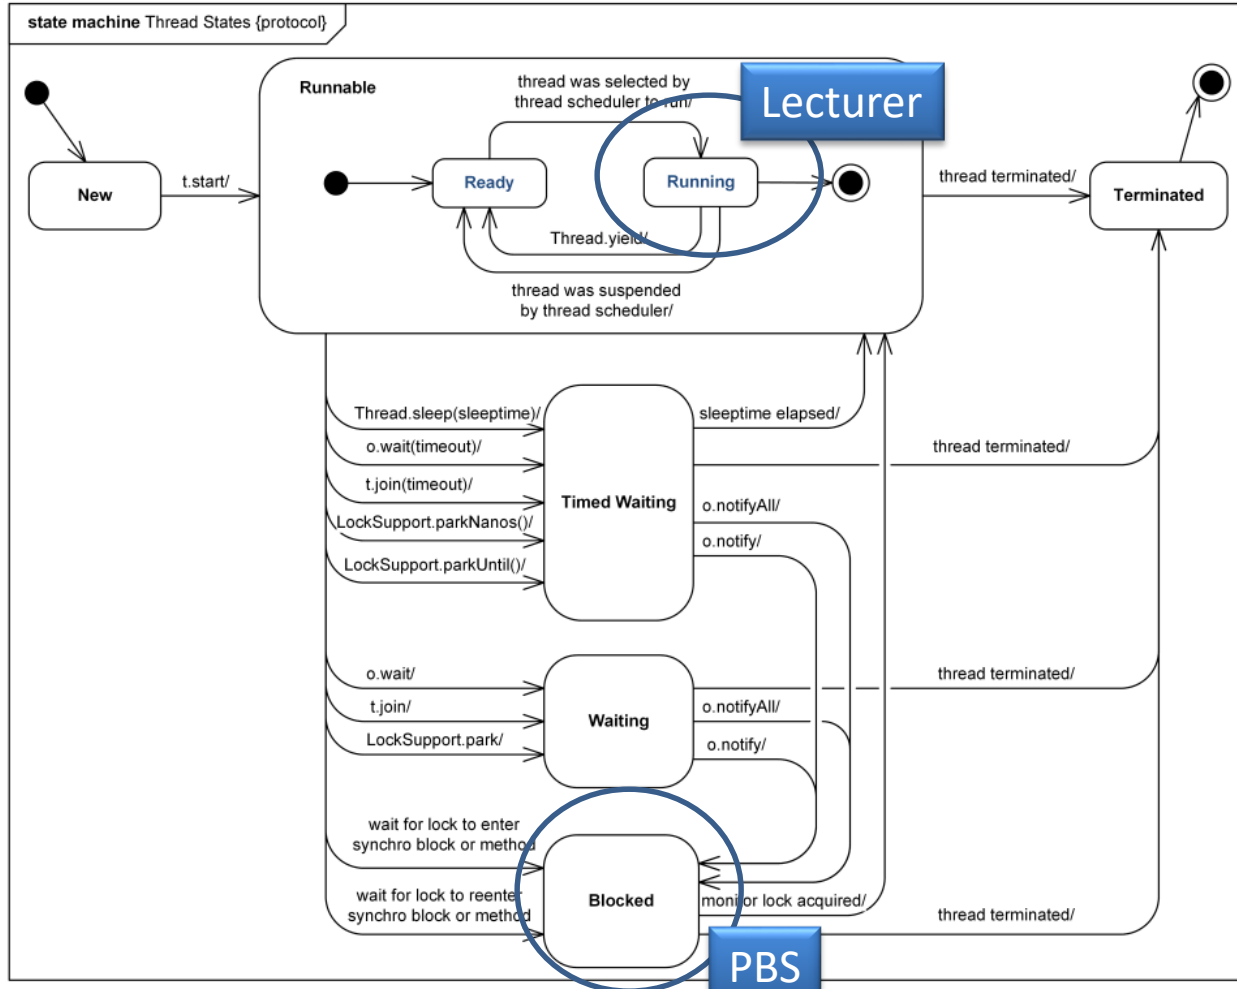 state machine Thread States {protocol}
Runnable
thread was selected by
thread scheduler to run/
Lecturer
New
t.start/
Ready
Running
thread terminated/
Terminated
Thread.yield/
thread was suspended
by thread scheduler/
Thread.sleep(sleeptime)/
sleeptime elapsed/
o.wait(timeout)/
thread terminated/
t.join(timeout)/
Timed Waiting
o.notifyAll/
LockSupport.parkNanos()/
o.notify/
LockSupport.parkUntil()/
o.wait/
thread terminated/
t.join/
Waiting
o.notifyAll/
LockSupport.park/
o.notify/
wait for lock to enter
synchro block or method
wait for lock to reenter
synchro block or method
Blocked
monitor lock acquired/
thread terminated/
PBS